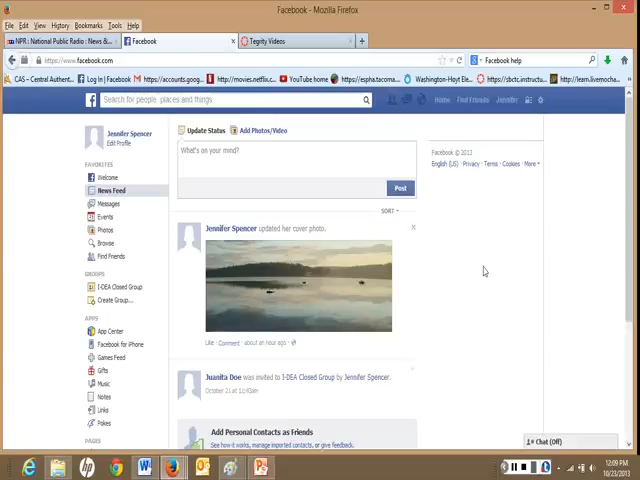 Facebook - Mozilla Firefox
File Edit View History Bookmarks Tools Help
NPR : National Public Radio : News &...
Facebook
Tegrity Videos
https://www.facebook.com
Facebook help
CAS – Central Authent...
Log In | Facebook
https://accounts.goog...
http://movies.netflix.c...
YouTube home
https://espha.tacoma...
Washington-Hoyt Ele...
https://sbctc.instructu...
http://learn.livemocha...
Search for people, places and things
Home Find Friends Jennifer
Jennifer Spencer
Edit Profile
FAVORITES
Welcome
News Feed
Messages
Events
Photos
Browse
Find Friends
GROUPS
I-DEA Closed Group
Create Group...
APPS
App Center
Facebook for iPhone
Games Feed
Gifts
Music
Notes
Links
Pokes
PAGES
Update Status
Add Photos/Video
What's on your mind?
Post
SORT
Jennifer Spencer updated her cover photo.
Like · Comment · about an hour ago
Juanita Doe was invited to I-DEA Closed Group by Jennifer Spencer.
Add Personal Contacts as Friends
See how it works, manage imported contacts, or give feedback.
Facebook © 2013
English (US) · Privacy · Terms · Cookies · More
Chat (Off)
12:09 PM
10/23/2013